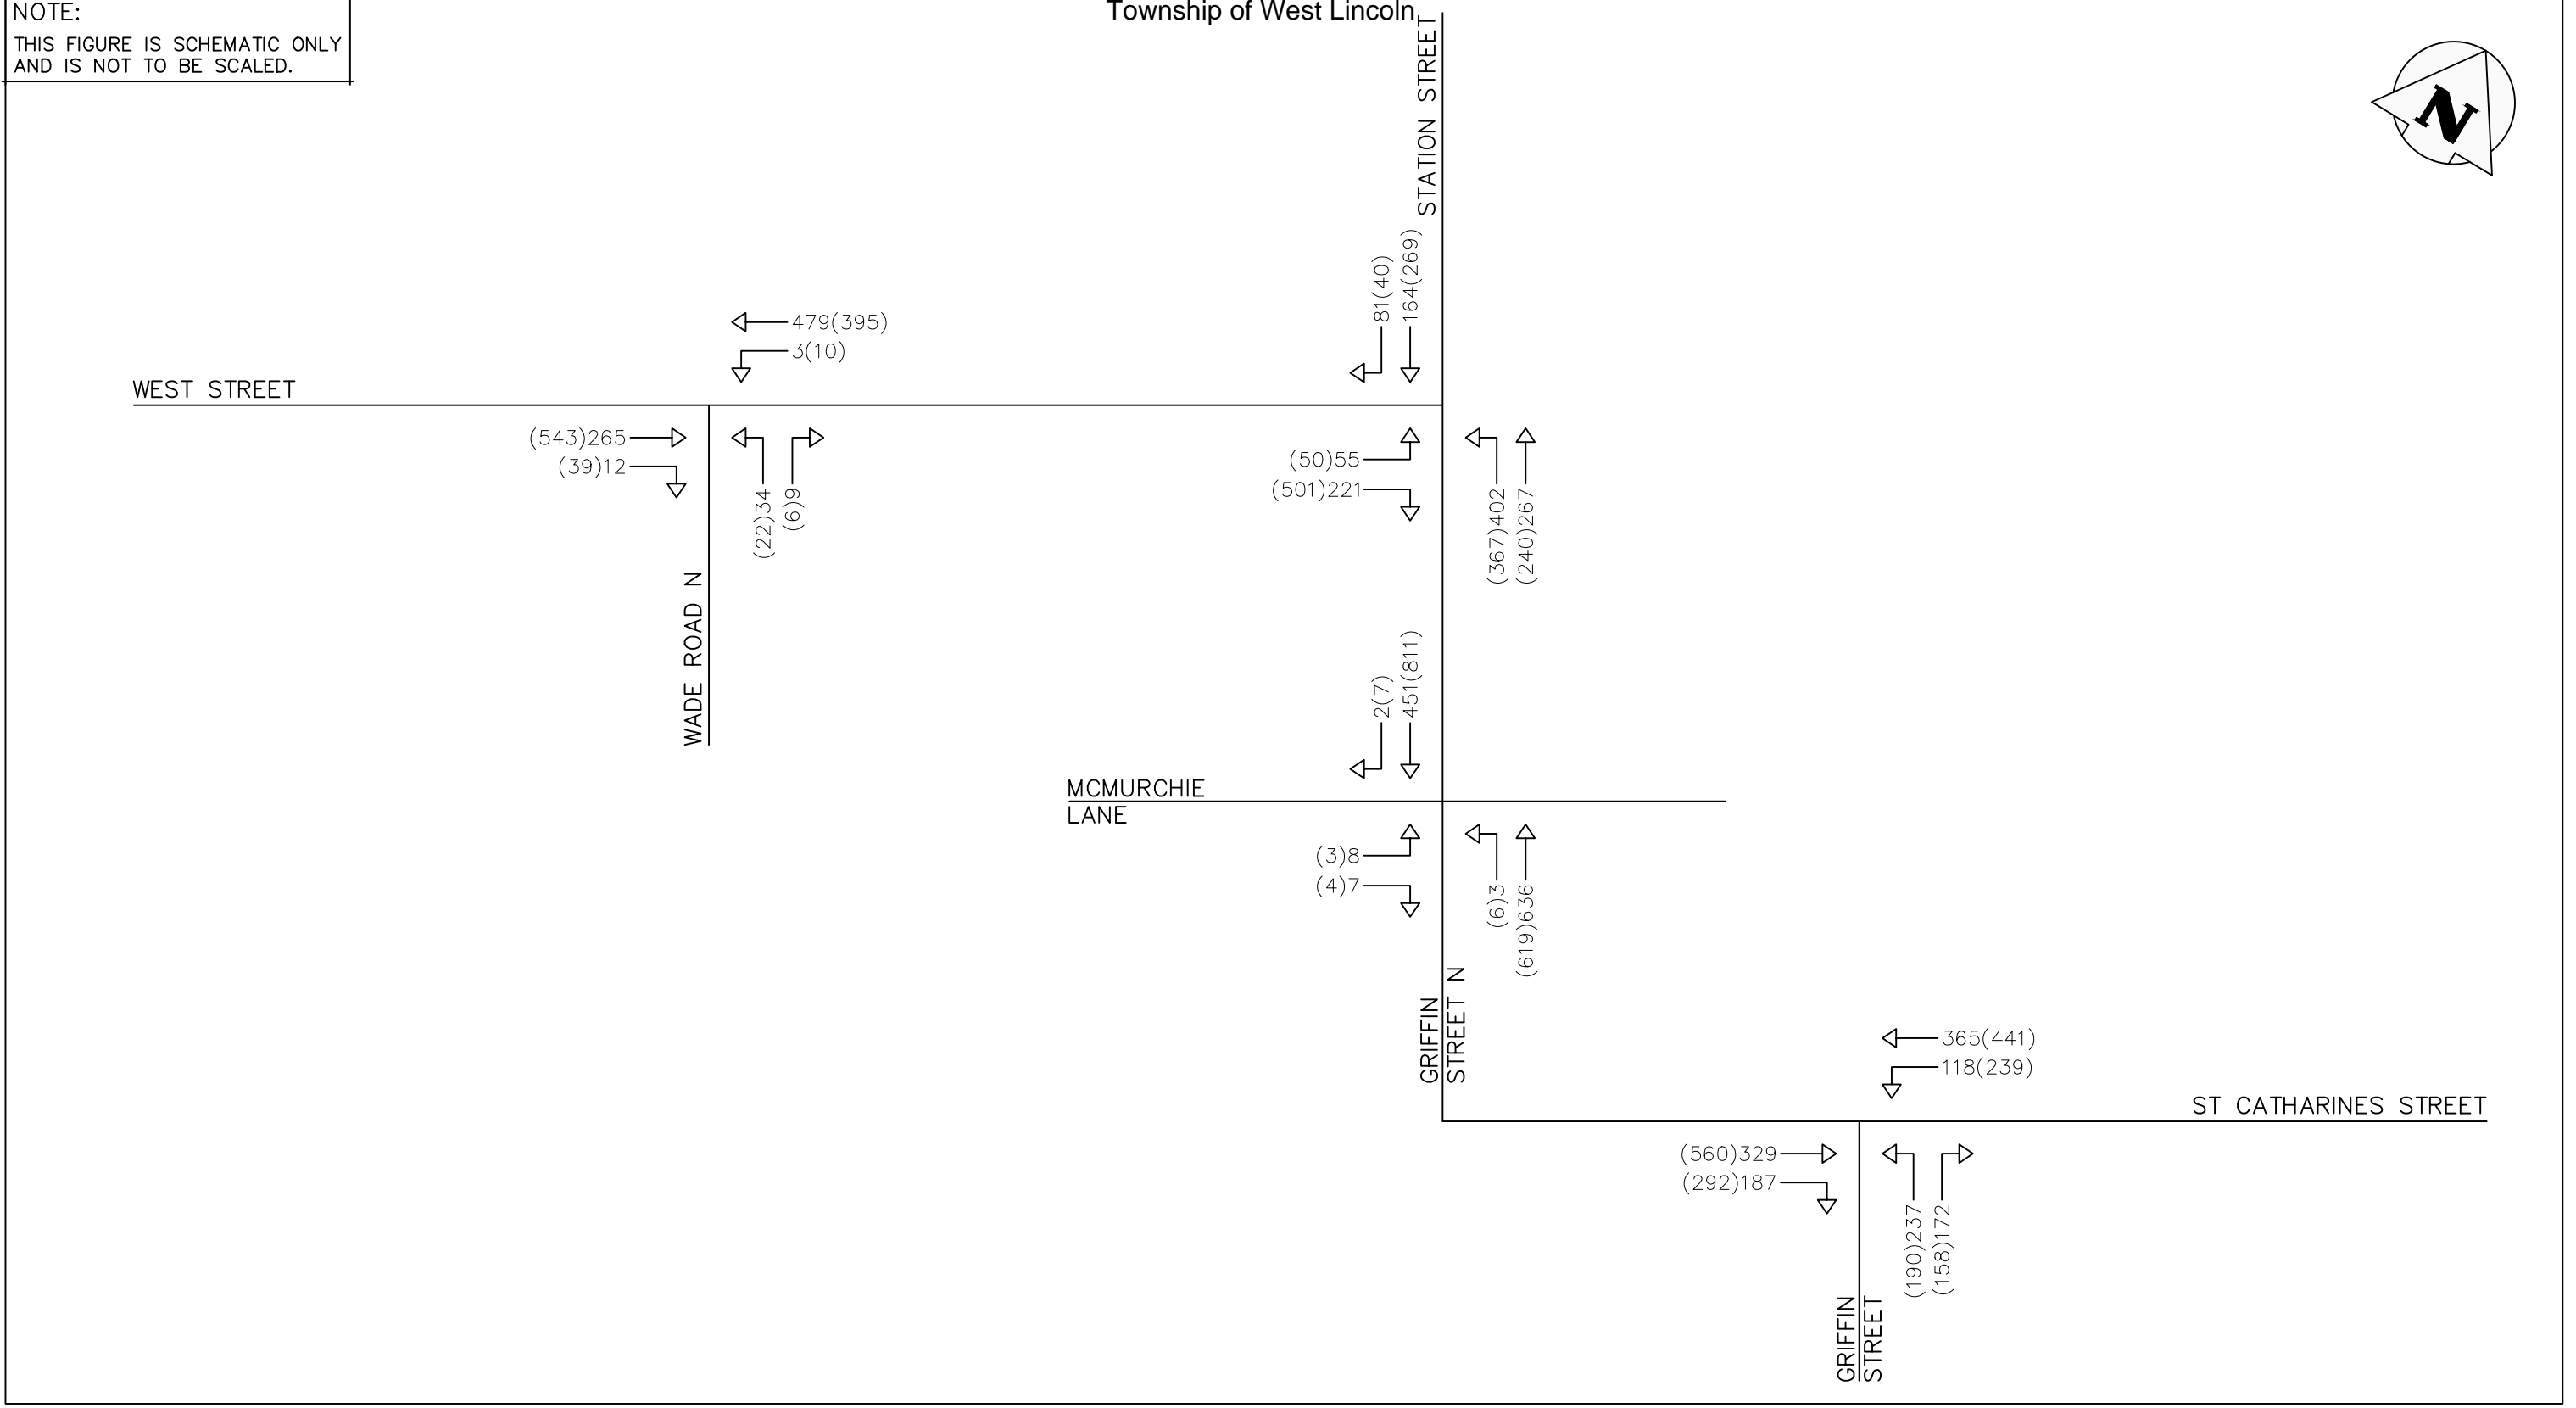 NOTE:
THIS FIGURE IS SCHEMATIC ONLY
AND IS NOT TO BE SCALED.
Township of West Lincoln
STATION STREET
N
81(40)
164(269)
479(395)
3(10)
WEST STREET
(543)265
(39)12
(22)34
(6)9
WADE ROAD N
(50)55
(501)221
(367)402
(240)267
2(7)
451(811)
MCMURCHIE
LANE
(3)8
(4)7
(6)3
(619)636
GRIFFIN
STREET N
365(441)
118(239)
ST CATHARINES STREET
(560)329
(292)187
(190)237
(158)172
GRIFFIN
STREET